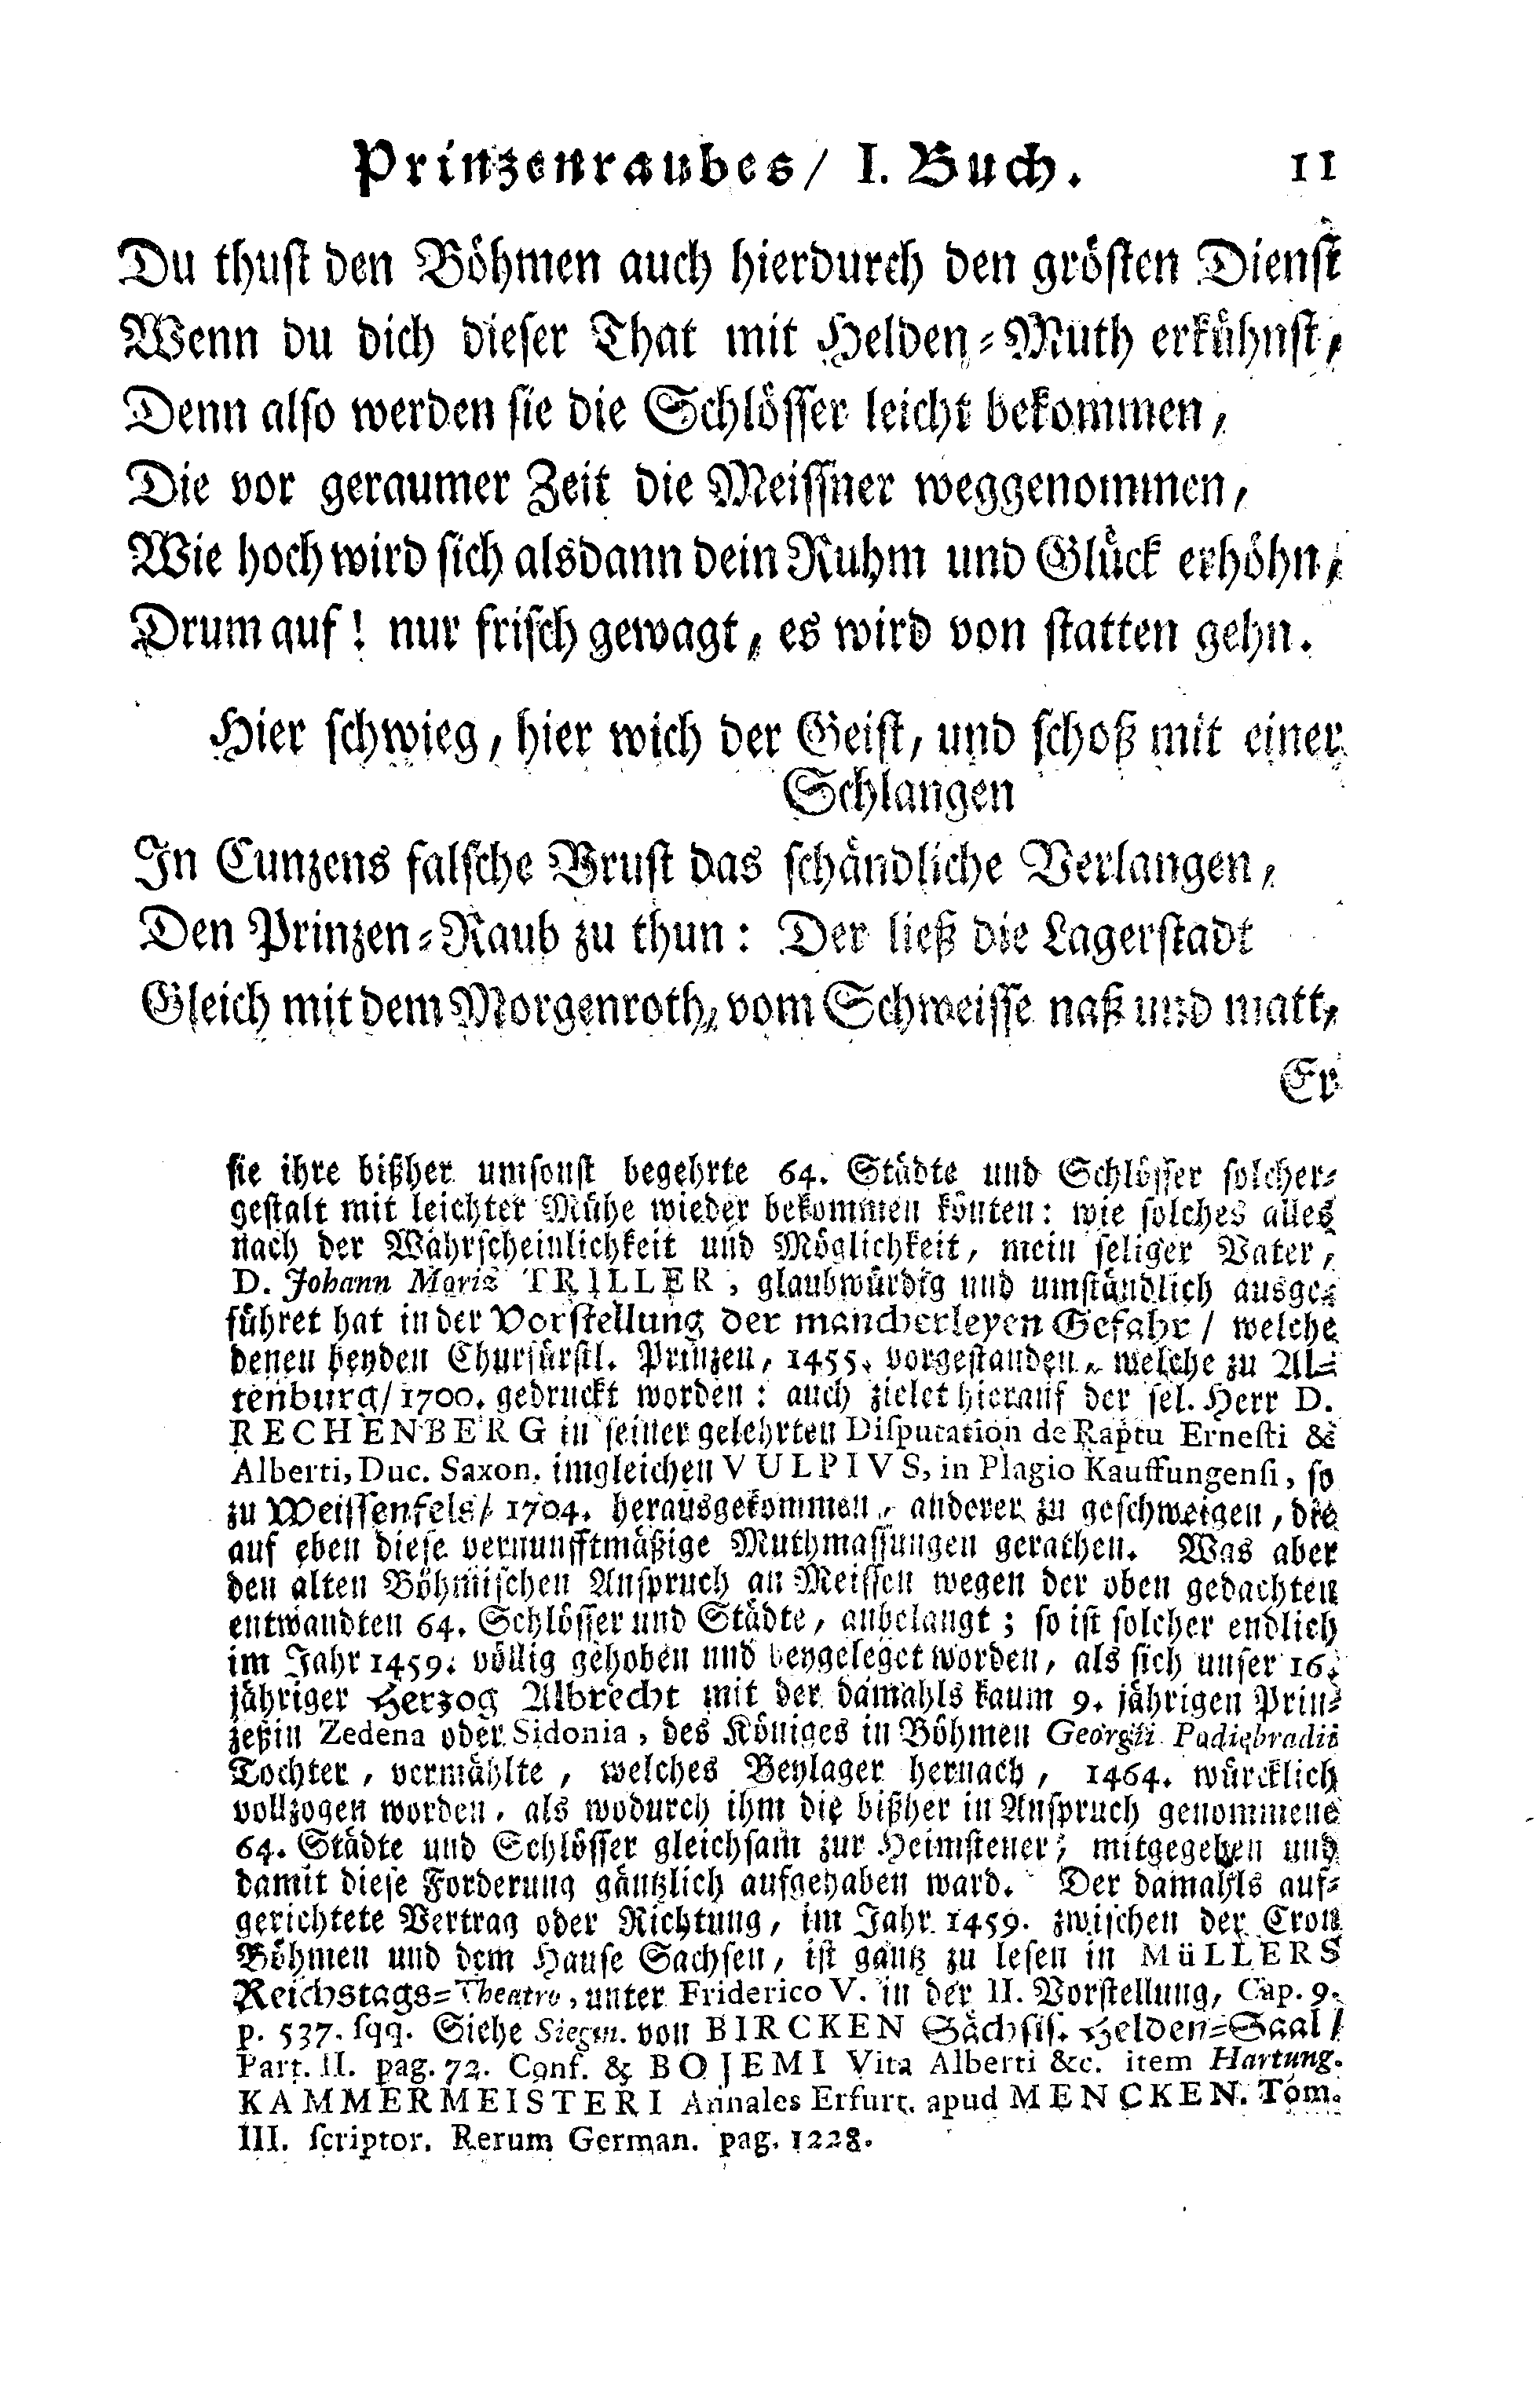 Prinzenraubes/ I. Buch. 11
Du thust den Böhmen auch hierdurch den grösten Dienst
Wenn du dich dieser That mit Helden-Muth erkühnst,
Denn also werden sie die Schlösser leicht bekommen,
Die vor geraumer Zeit die Meissner weggenommen,
Wie hoch wird sich alsdann dein Ruhm und Glück erhöhn,
Drum auf! nur frisch gewagt, es wird von statten gehn.
Hier schwieg, hier wich der Geist, und schoß mit einer
Schlangen
In Cunzens falsche Brust das schändliche Verlangen,
Den Prinzen-Raub zu thun: Der ließ die Lagerstadt
Gleich mit dem Morgenroth, vom Schweisse naß und matt,
Er
sie ihre bißher umsonst begehrte 64. Städte und Schlösser solcher-
gestalt mit leichter Mühe wieder bekommen könten: wie solches alles
nach der Wahrscheinlichkeit und Möglichkeit, mein seliger Vater,
D. Johann Moriz TRILLER, glaubwürdig und umständlich ausge-
führet hat in der Vorstellung der mancherleyen Gefahr/ welche
denen beyden Churfürstl. Prinzen, 1455. vorgestanden, welche zu Al-
tenburg/ 1700. gedruckt worden: auch zielet hierauf der sel. Herr D.
RECHENBERG in seiner gelehrten Disputation de Raptu Ernesti &
Alberti, Duc. Saxon. imgleichen VULPIVS, in Plagio Kauffungensi, so
zu Weissenfels/ 1704. herausgekommen, anderer zu geschweigen, die
auf eben diese vernunfftmäßige Muthmassungen gerathen. Was aber
den alten Böhmischen Anspruch an Meissen wegen der oben gedachten
entwandten 64. Schlösser und Städte, anbelangt; so ist solcher endlich
im Jahr 1459. völlig gehoben und beygeleget worden, als sich unser 16.
jähriger Herzog Albrecht mit der damahls kaum 9. jährigen Prin-
zeßin Zedena oder Sidonia, des Königes in Böhmen Georgii Padiebradii
Tochter, vermählte, welches Beylager hernach, 1464. würcklich
vollzogen worden, als wodurch ihm die bißher in Anspruch genommene
64. Städte und Schlösser gleichsam zur Heimsteuer, mitgegeben und
damit diese Forderung gäntzlich aufgehaben ward. Der damahls auf-
gerichtete Vertrag oder Richtung, im Jahr 1459. zwischen der Cron
Böhmen und dem Hause Sachsen, ist gantz zu lesen in MüLLERS
Reichstags-Theatro, unter Friderico V. in der II. Vorstellung, Cap. 9.
p. 537. sqq. Siehe Siegm. von BIRCKEN Sächsis. Helden-Saal/
Part. II. pag. 72. Conf. & BOJEMI Vita Alberti &c. item Hartung.
KAMMERMEISTERI Annales Erfurt. apud MENCKEN. Tom.
III. scriptor. Rerum German. pag. 1228.